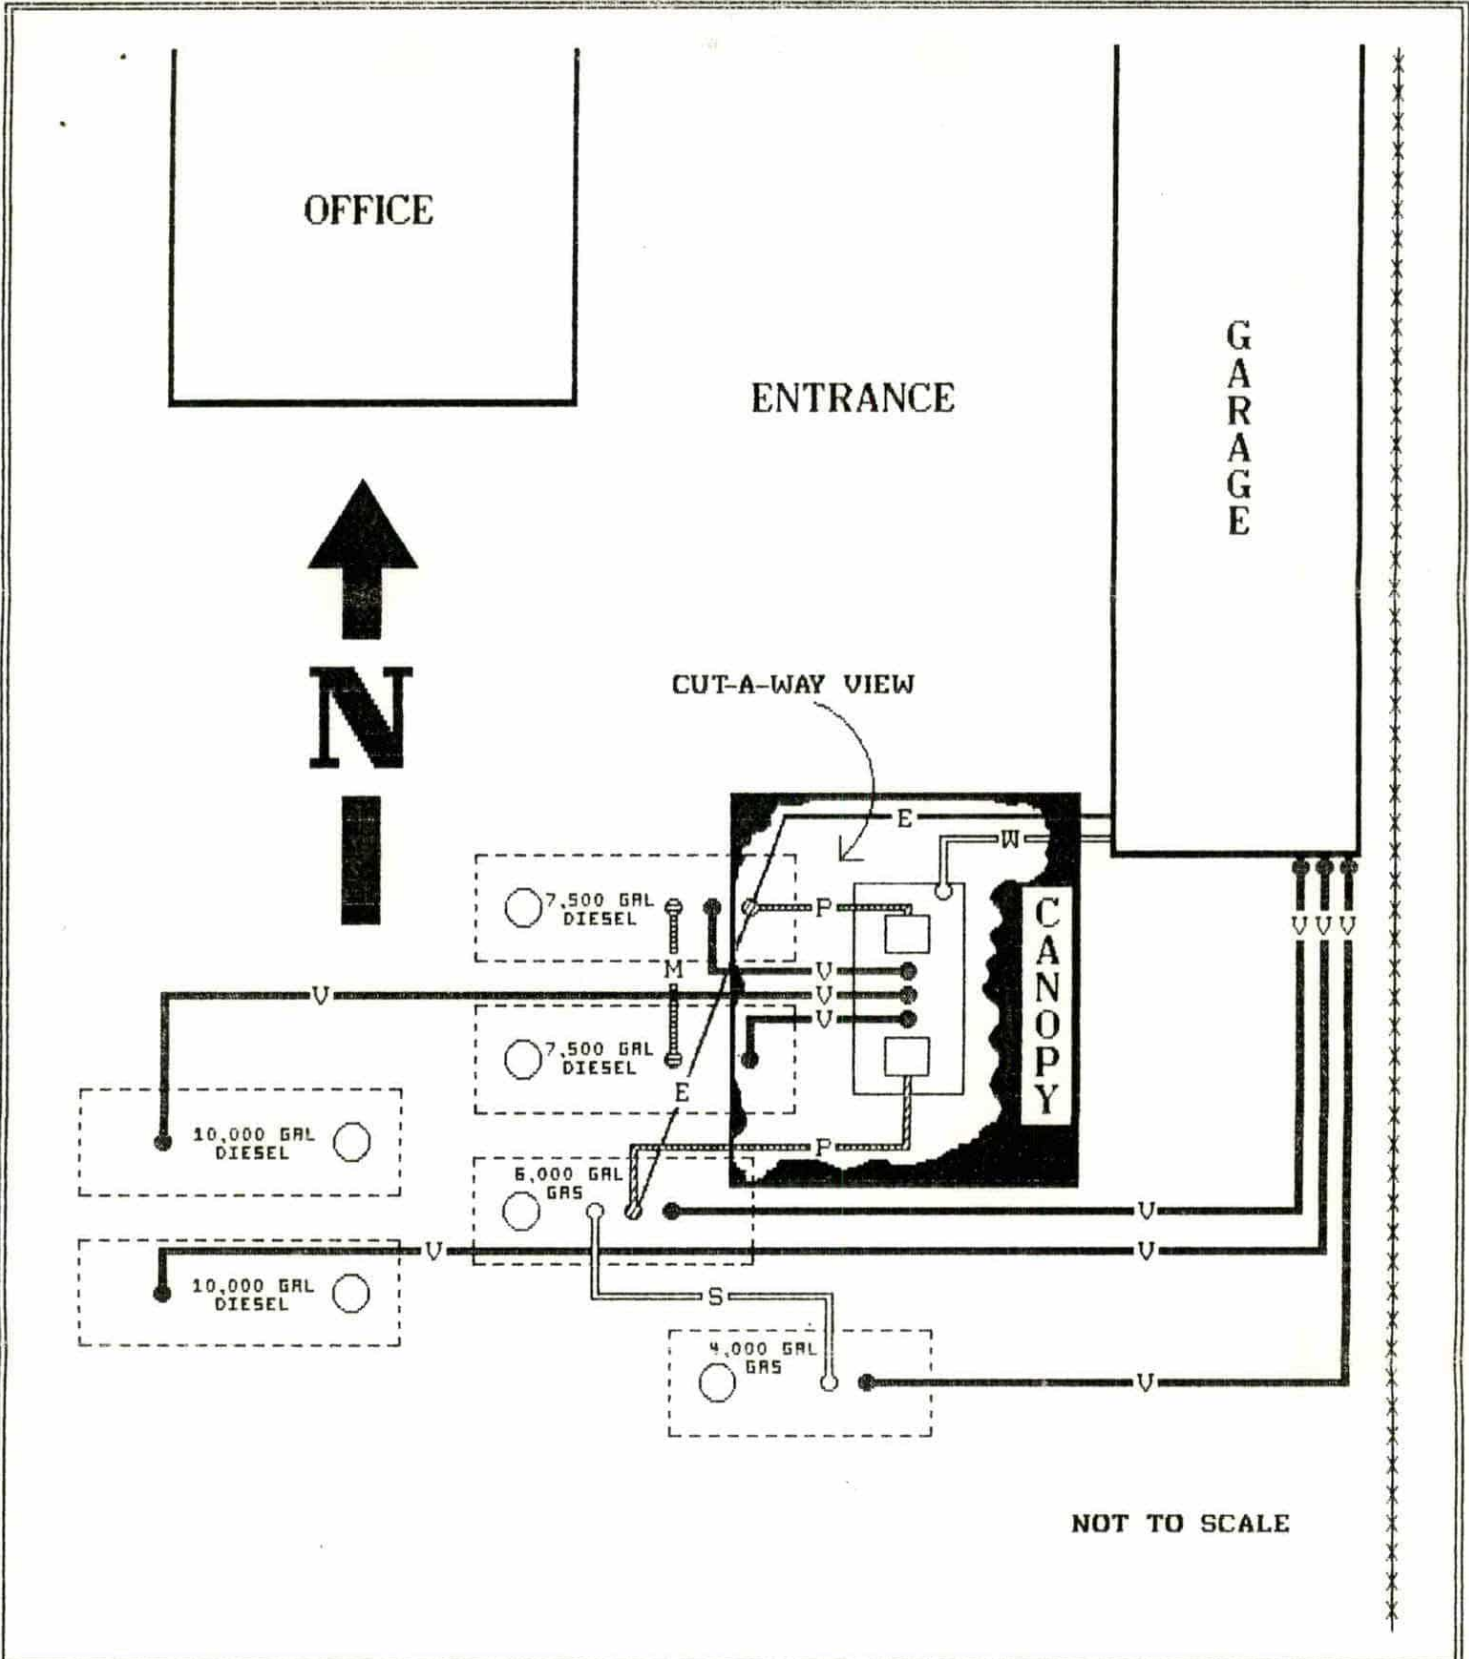 OFFICE
ENTRANCE
GARAGE
N
CUT-A-WAY VIEW
E
W
7,500 GAL
DIESEL
P
CANOPY
V
V
V
V
M
V
V
V
7,500 GAL
DIESEL
E
10,000 GAL
DIESEL
P
6,000 GAL
GAS
V
V
V
10,000 GAL
DIESEL
S
4,000 GAL
GAS
V
NOT TO SCALE